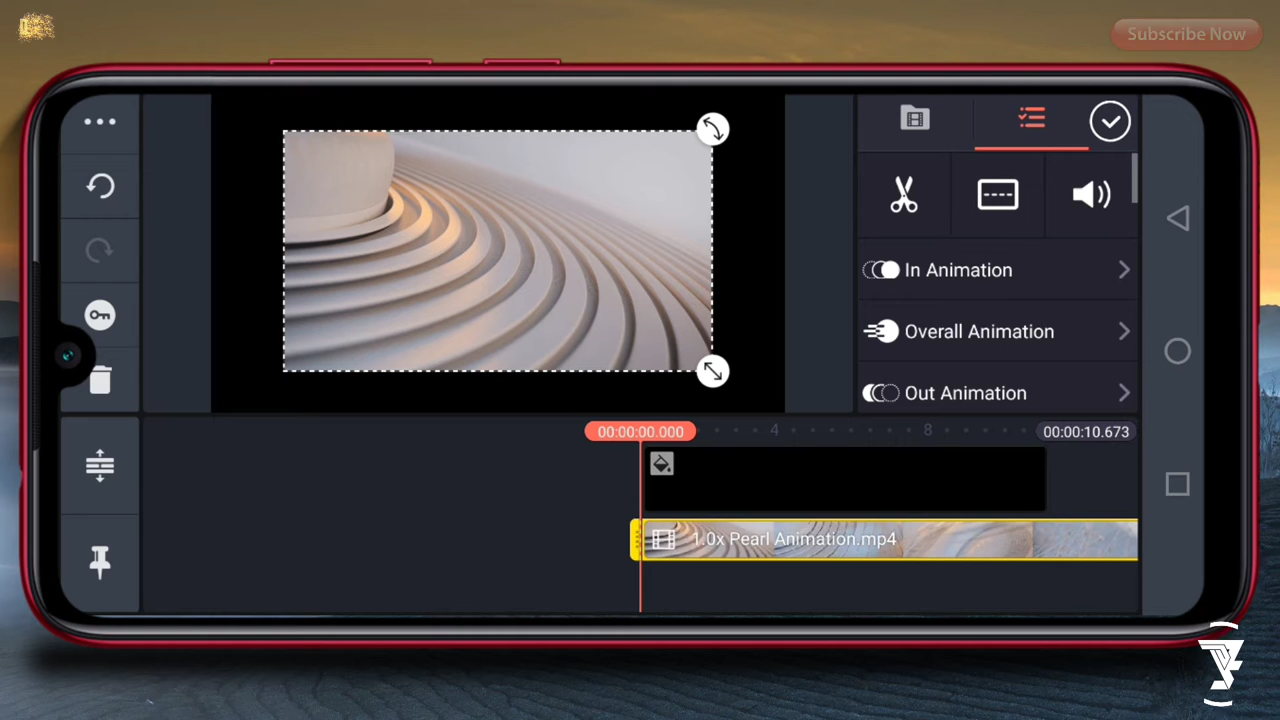 Subscribe Now
In Animation
Overall Animation
Out Animation
00:00:00.000
4
8
00:00:10.673
1.0x Pearl Animation.mp4